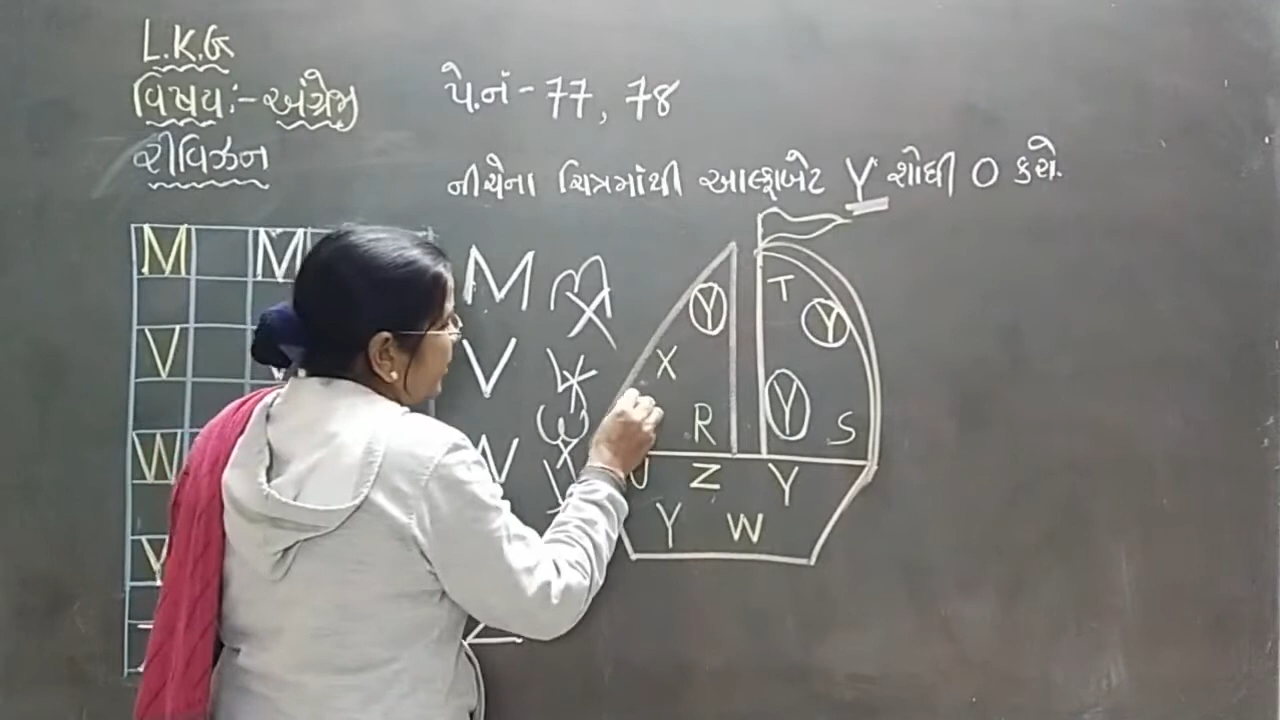 L.K.G
વિષય:- અંગ્રેજી
રીવિઝન
પે.નં - 77, 78
નીચેના ચિત્રમાંથી આલ્ફાબેટ Y શોધી O કરો.
M M M
V V
W W
Y
T
Y Y
X
Y
R S
U Z Y
Y W